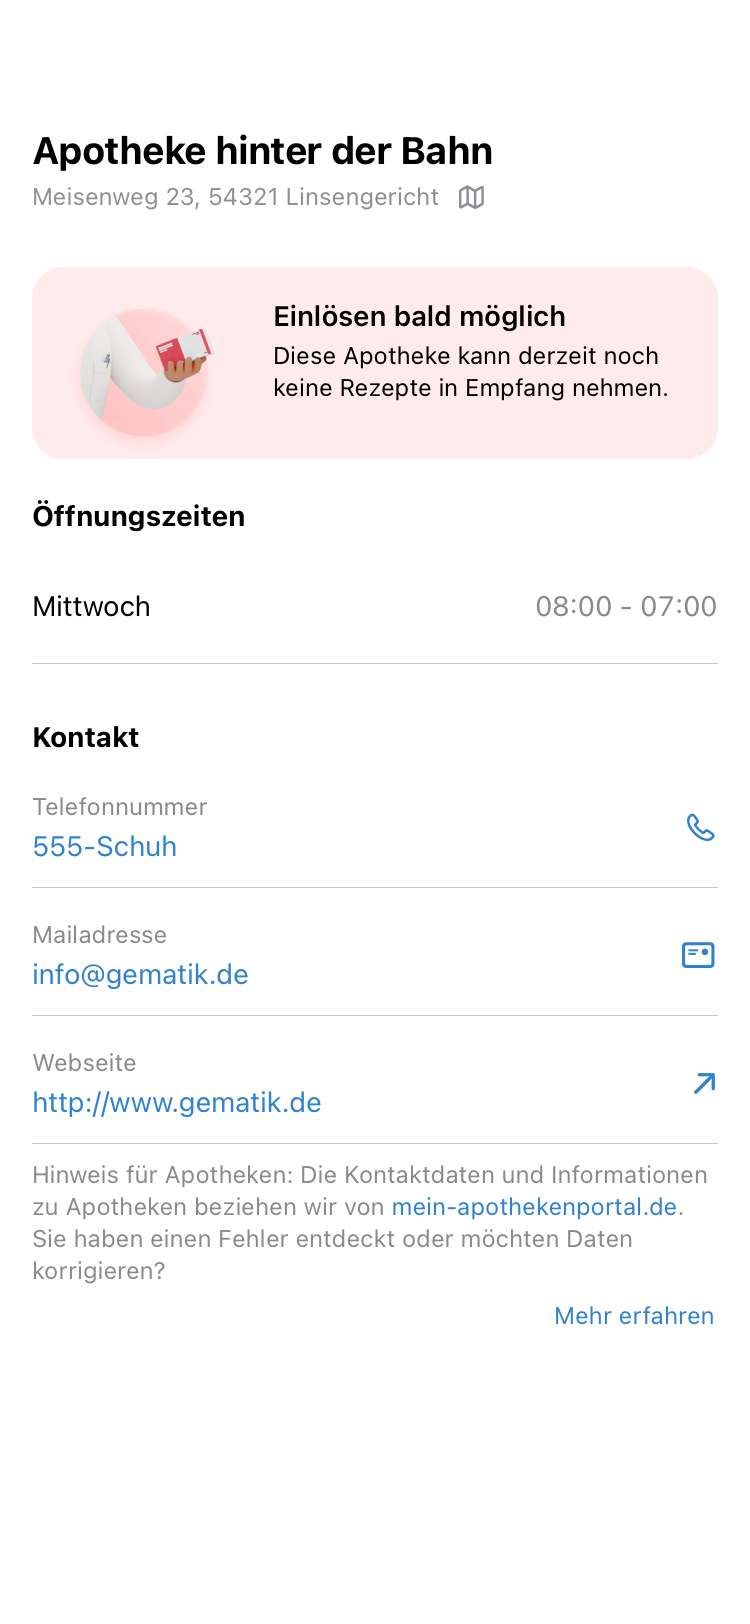 Apotheke hinter der Bahn
Meisenweg 23, 54321 Linsengericht
Einlösen bald möglich
Diese Apotheke kann derzeit noch
keine Rezepte in Empfang nehmen.
Öffnungszeiten
Mittwoch 08:00 - 07:00
Kontakt
Telefonnummer
555-Schuh
Mailadresse
info@gematik.de
Webseite
http://www.gematik.de
Hinweis für Apotheken: Die Kontaktdaten und Informationen
zu Apotheken beziehen wir von mein-apothekenportal.de.
Sie haben einen Fehler entdeckt oder möchten Daten
korrigieren?
Mehr erfahren